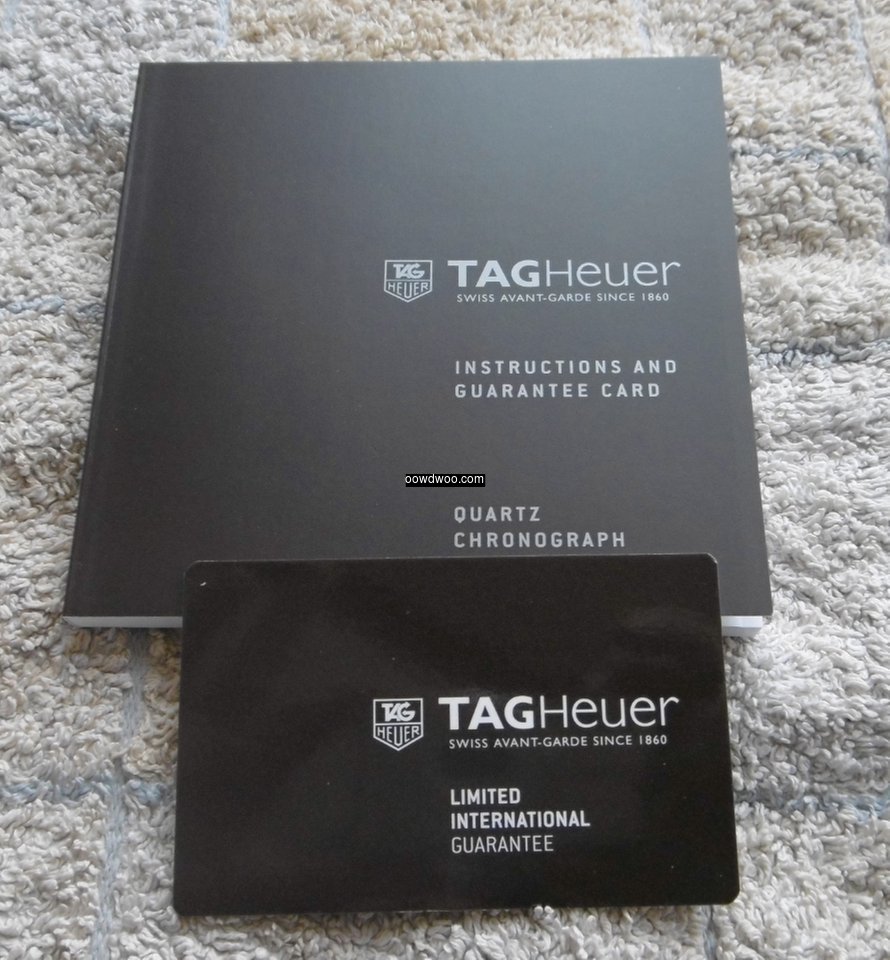 TAG
HEUER
TAGHeuer
SWISS AVANT-GARDE SINCE 1860
INSTRUCTIONS AND
GUARANTEE CARD
oowdwoo.com
QUARTZ
CHRONOGRAPH
TAG
HEUER
TAGHeuer
SWISS AVANT-GARDE SINCE 1860
LIMITED
INTERNATIONAL
GUARANTEE